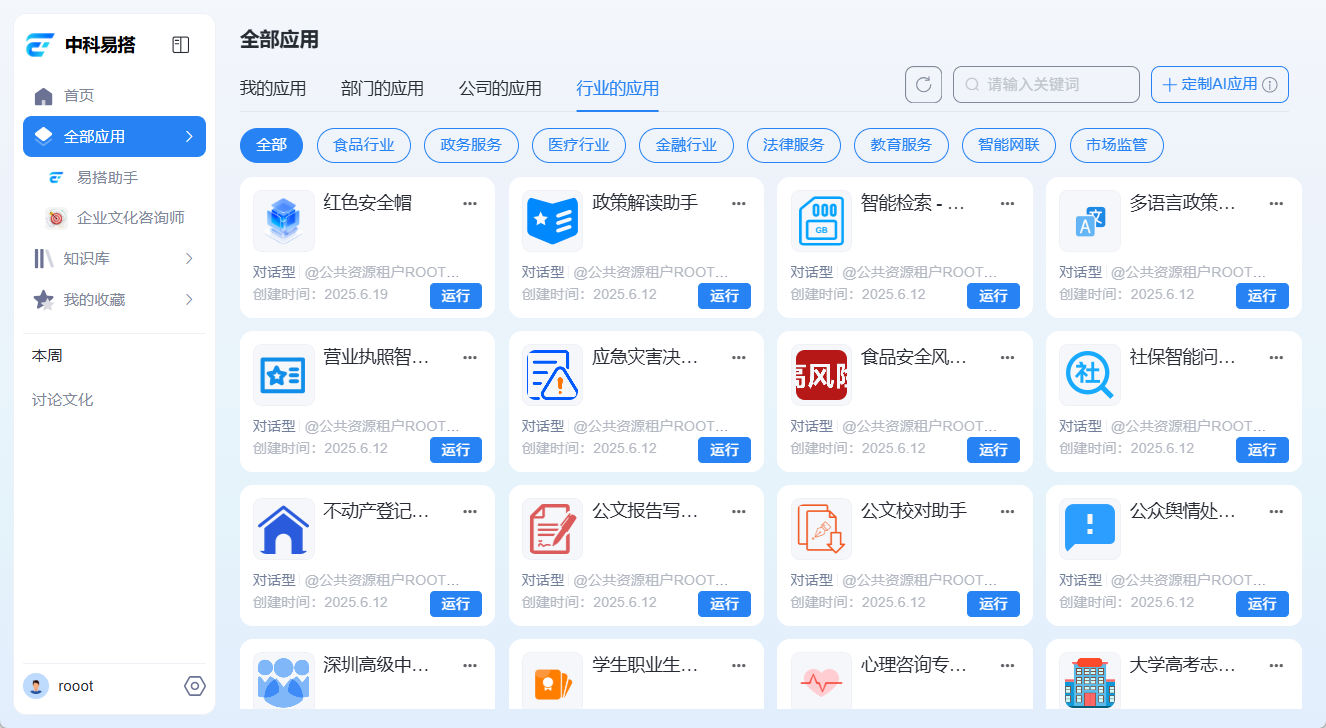 中科易搭
首页
全部应用
易搭助手
企业文化咨询师
知识库
我的收藏
本周
讨论文化
rooot
全部应用
我的应用 部门的应用 公司的应用 行业的应用
请输入关键词
定制AI应用
全部 食品行业 政务服务 医疗行业 金融行业 法律服务 教育服务 智能网联 市场监管
红色安全帽
对话型 @公共资源租户ROOT...
创建时间：2025.6.19 运行
政策解读助手
对话型 @公共资源租户ROOT...
创建时间：2025.6.12 运行
000
GB
智能检索 - ...
对话型 @公共资源租户ROOT...
创建时间：2025.6.12 运行
A 文
多语言政策...
对话型 @公共资源租户ROOT...
创建时间：2025.6.12 运行
营业执照智...
对话型 @公共资源租户ROOT...
创建时间：2025.6.12 运行
应急灾害决...
对话型 @公共资源租户ROOT...
创建时间：2025.6.12 运行
高风险
食品安全风...
对话型 @公共资源租户ROOT...
创建时间：2025.6.12 运行
社
社保智能问...
对话型 @公共资源租户ROOT...
创建时间：2025.6.12 运行
不动产登记...
对话型 @公共资源租户ROOT...
创建时间：2025.6.12 运行
公文报告写...
对话型 @公共资源租户ROOT...
创建时间：2025.6.12 运行
公文校对助手
对话型 @公共资源租户ROOT...
创建时间：2025.6.12 运行
公众舆情处...
对话型 @公共资源租户ROOT...
创建时间：2025.6.12 运行
深圳高级中...
学生职业生...
心理咨询专...
大学高考志...